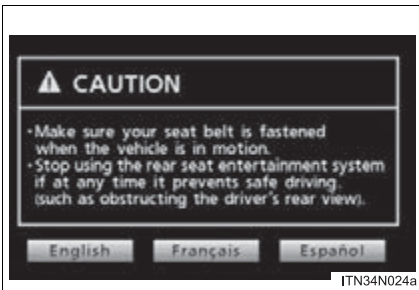 CAUTION
・Make sure your seat belt is fastened
when the vehicle is in motion.
・Stop using the rear seat entertainment system
if at any time it prevents safe driving.
(such as obstructing the driver's rear view).
English Français Español
ITN34N024a